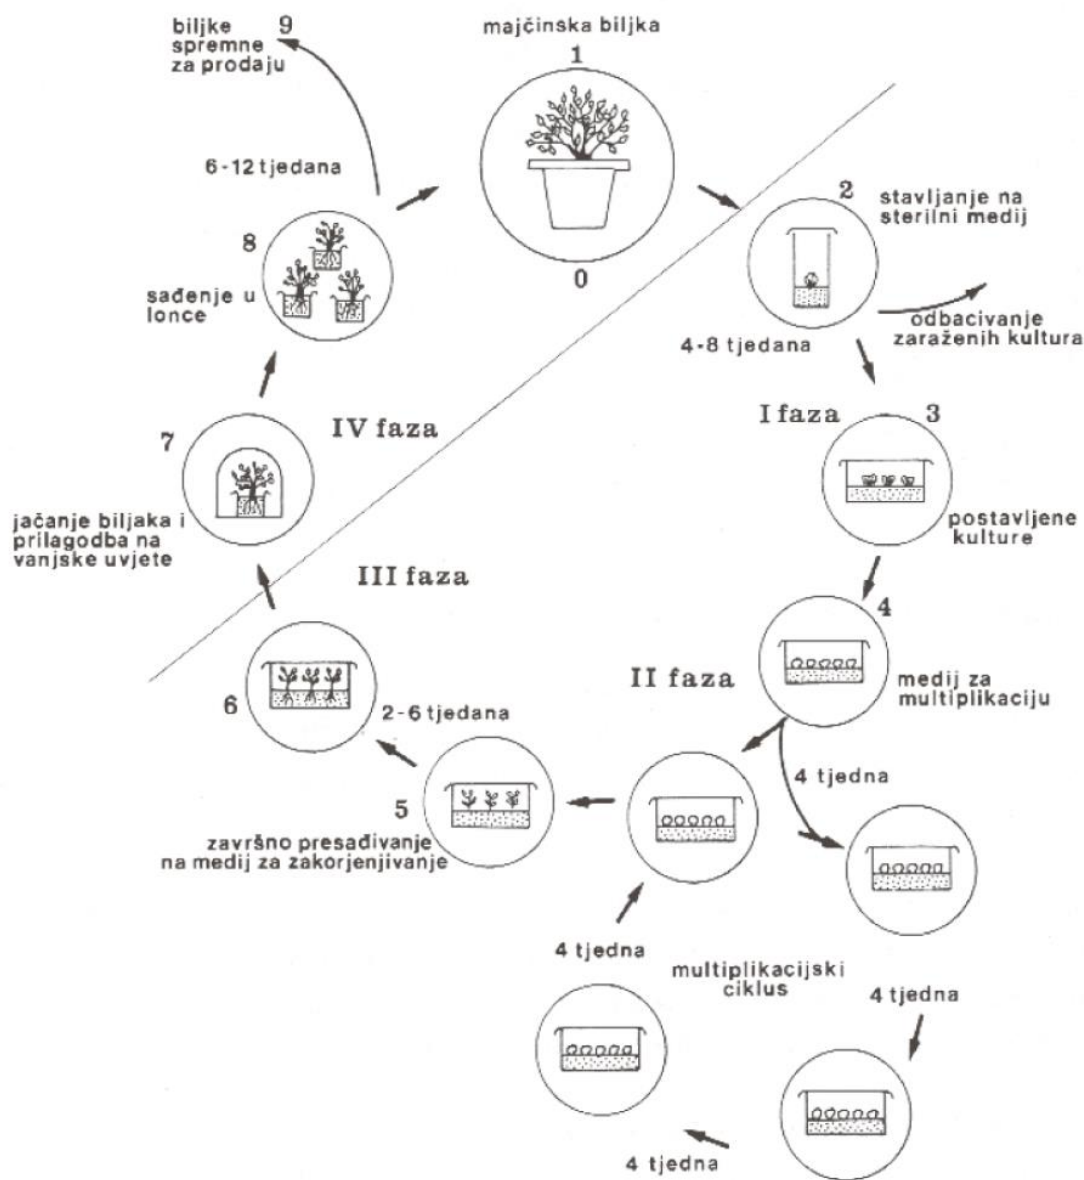 biljke 9
spremne
za prodaju
majčinska biljka
1
0
6-12 tjedana
8
sađenje u
lonce
2
stavljanje na
sterilni medij
odbacivanje
zaraženih kultura
4-8 tjedana
I faza
3
postavljene
kulture
7
IV faza
jačanje biljaka i
prilagodba na
vanjske uvjete
III faza
4
medij za
multiplikaciju
II faza
6
2-6 tjedana
4 tjedna
5
završno presađivanje
na medij za zakorjenjivanje
4 tjedna
multiplikacijski
ciklus
4 tjedna
4 tjedna